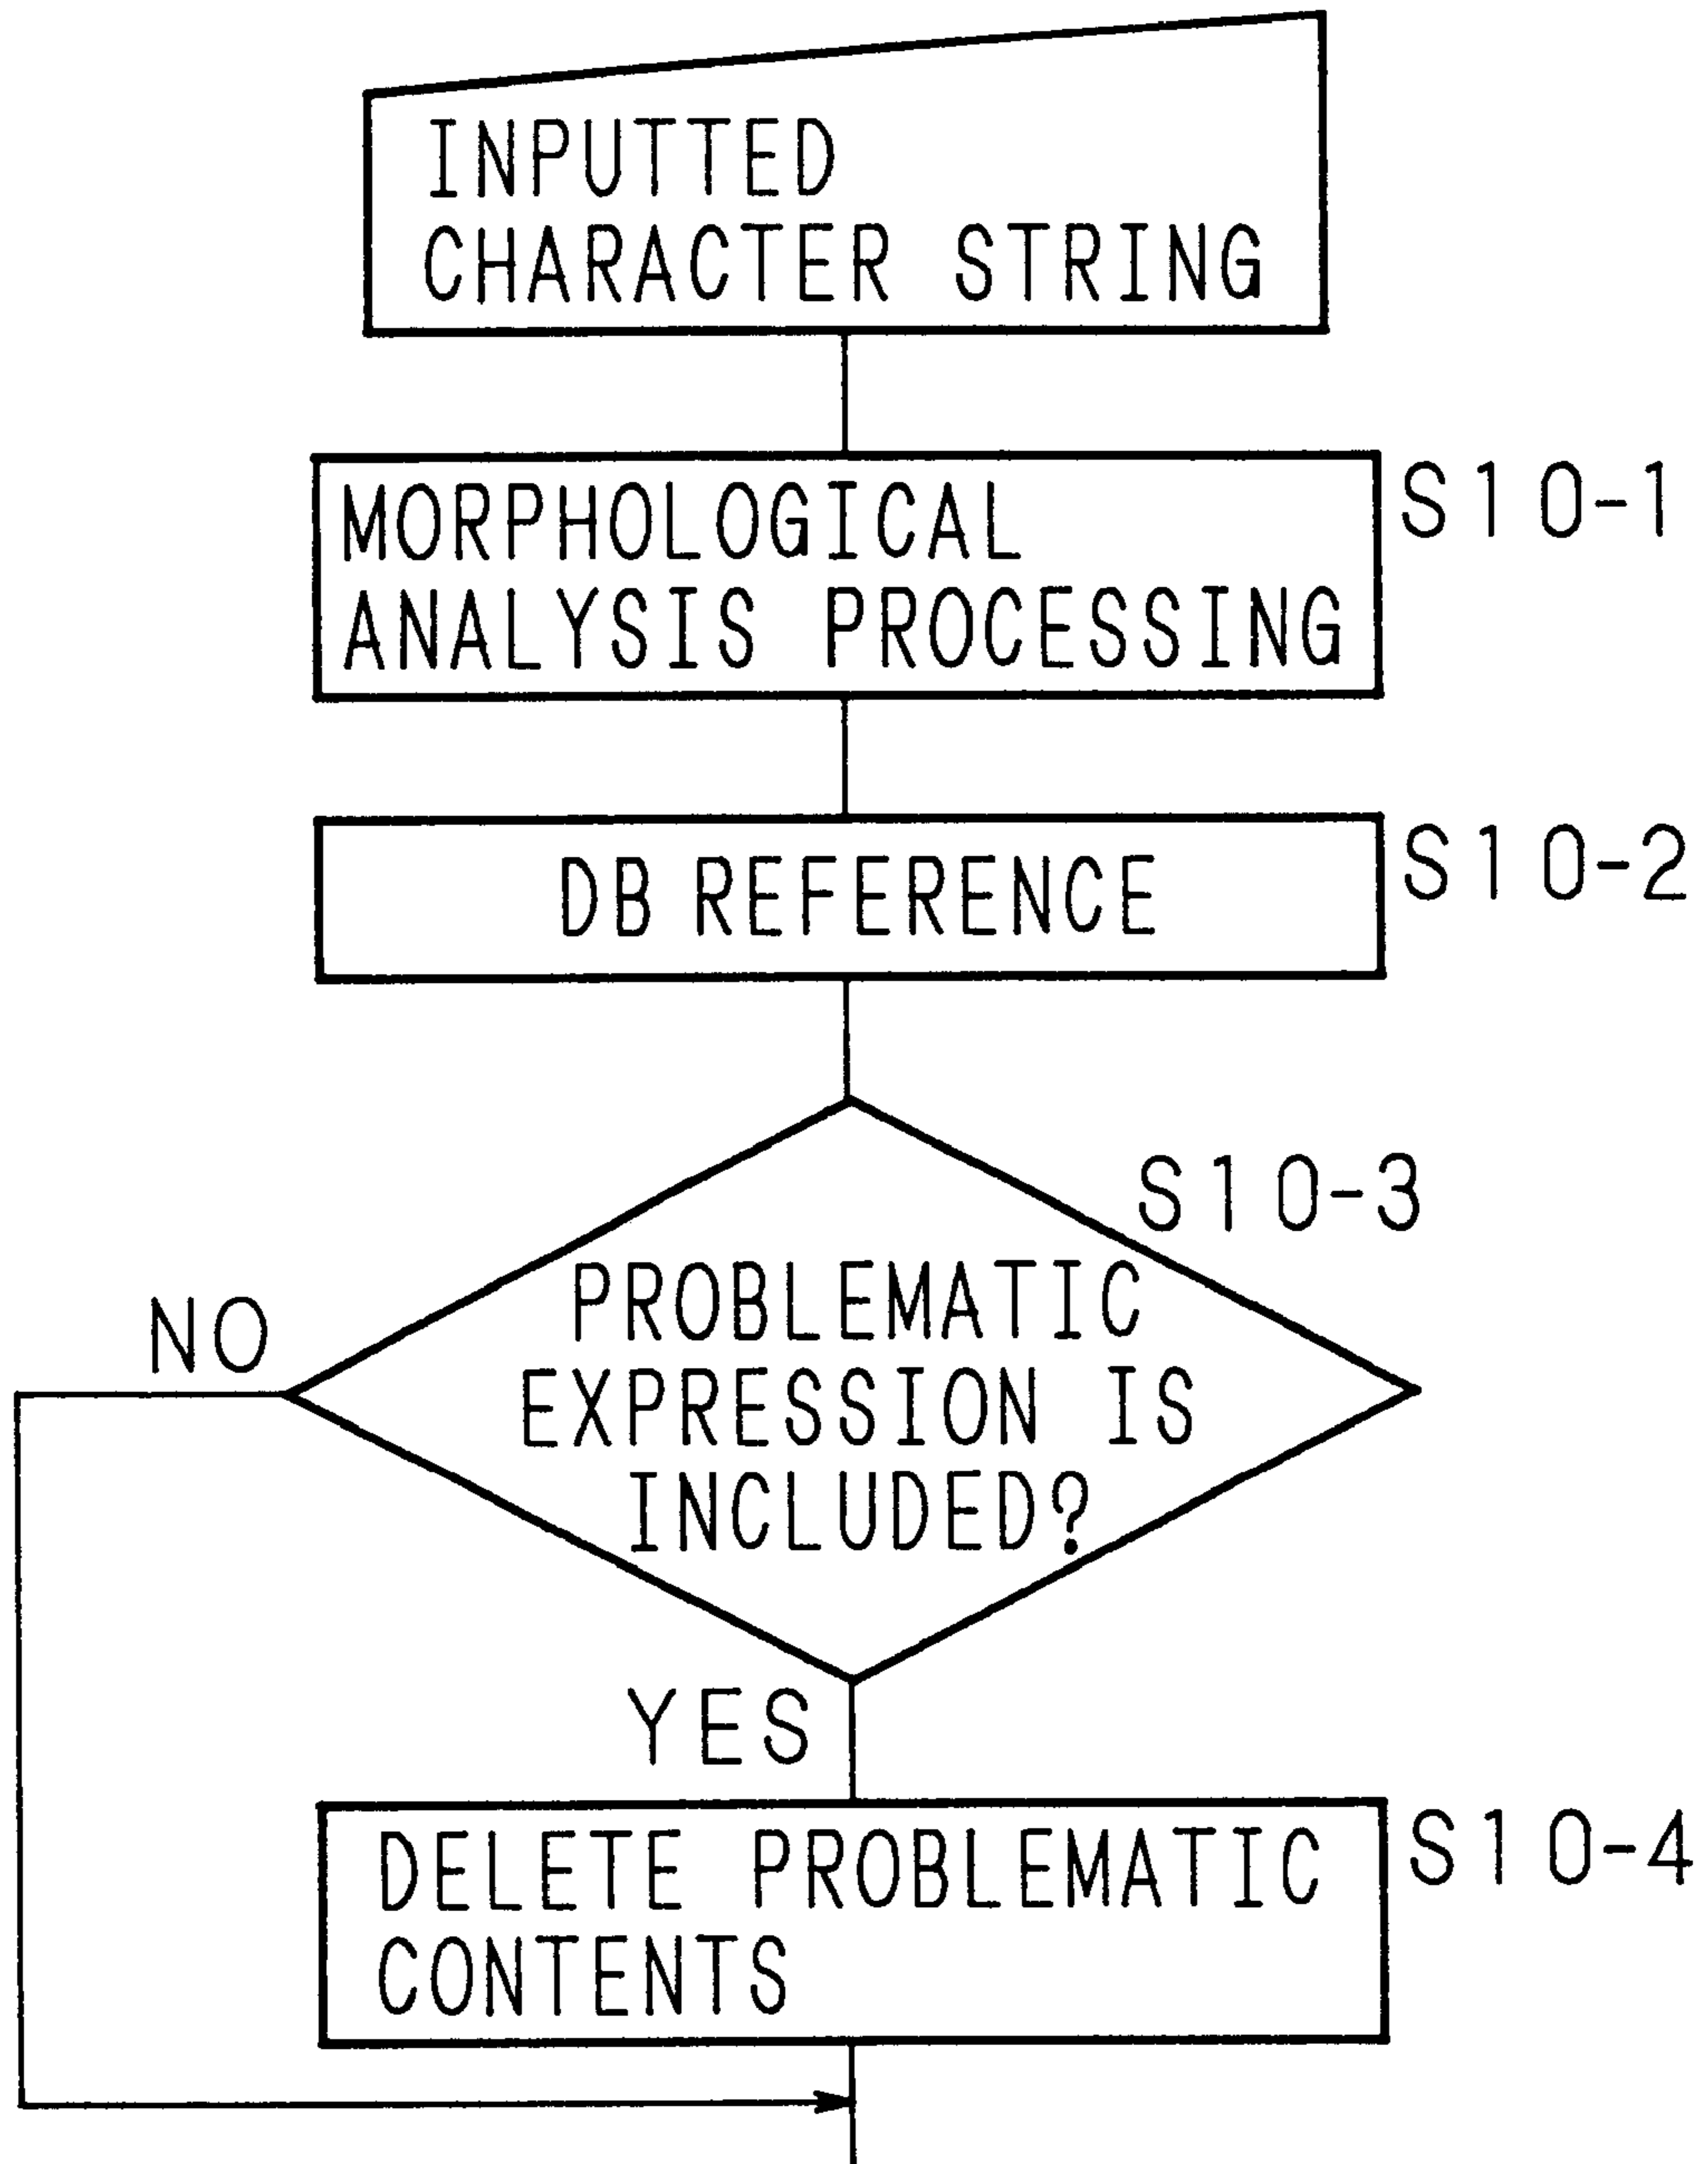 INPUTTED
CHARACTER STRING
MORPHOLOGICAL
ANALYSIS PROCESSING
S10-1
DB REFERENCE
S10-2
S10-3
PROBLEMATIC
EXPRESSION IS
INCLUDED?
NO
YES
DELETE PROBLEMATIC
CONTENTS
S10-4